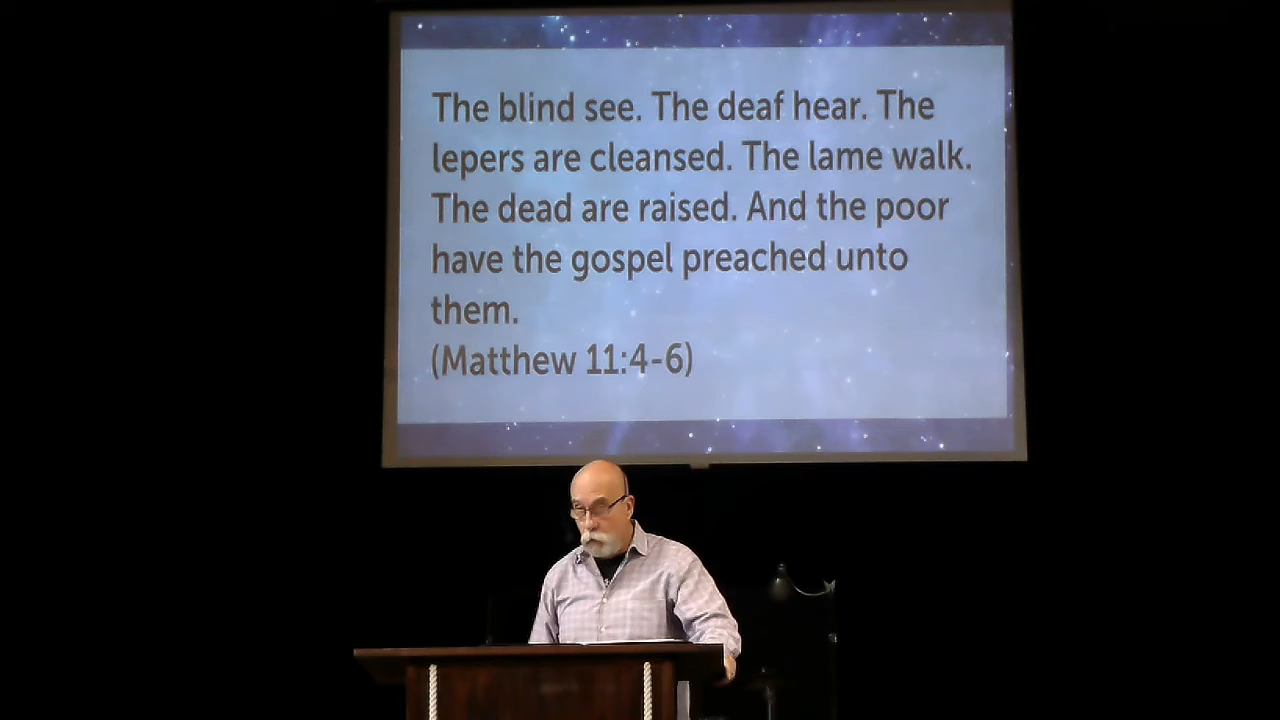 The blind see. The deaf hear. The
lepers are cleansed. The lame walk.
The dead are raised. And the poor
have the gospel preached unto
them.
(Matthew 11:4-6)